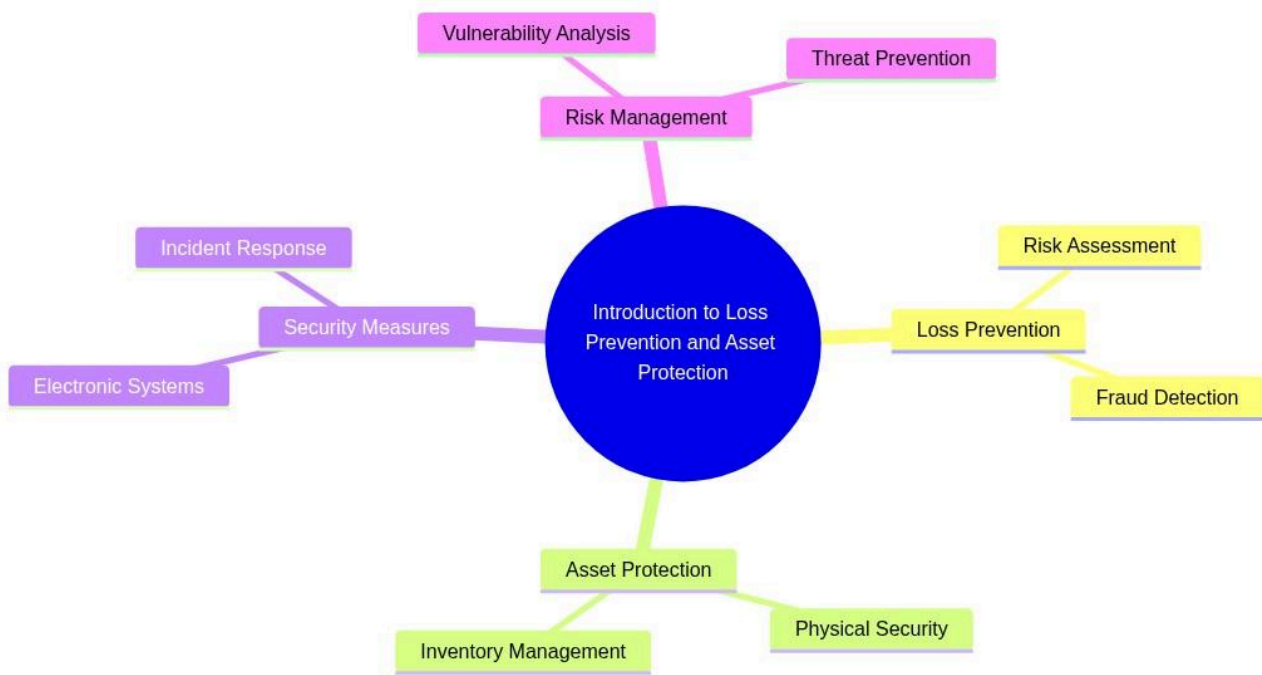 Vulnerability Analysis
Threat Prevention
Risk Management
Incident Response
Risk Assessment
Security Measures
Introduction to Loss
Prevention and Asset
Protection
Loss Prevention
Electronic Systems
Fraud Detection
Asset Protection
Inventory Management
Physical Security